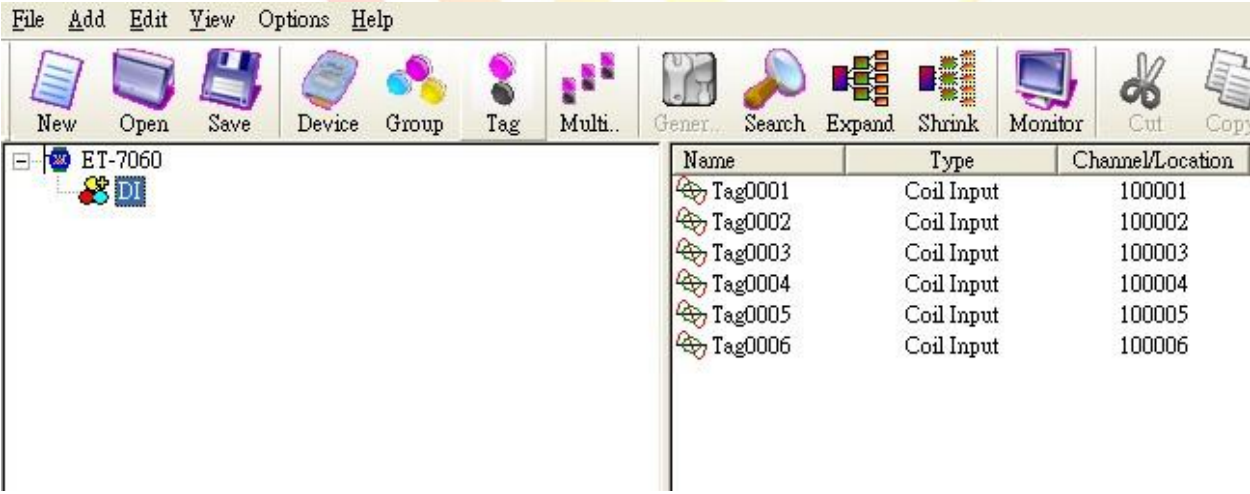 File Add Edit View Options Help
New Open Save Device Group Tag Multi.. Gener.. Search Expand Shrink Monitor Cut Copy
ET-7060
DI
Name Type Channel/Location
Tag0001 Coil Input 100001
Tag0002 Coil Input 100002
Tag0003 Coil Input 100003
Tag0004 Coil Input 100004
Tag0005 Coil Input 100005
Tag0006 Coil Input 100006